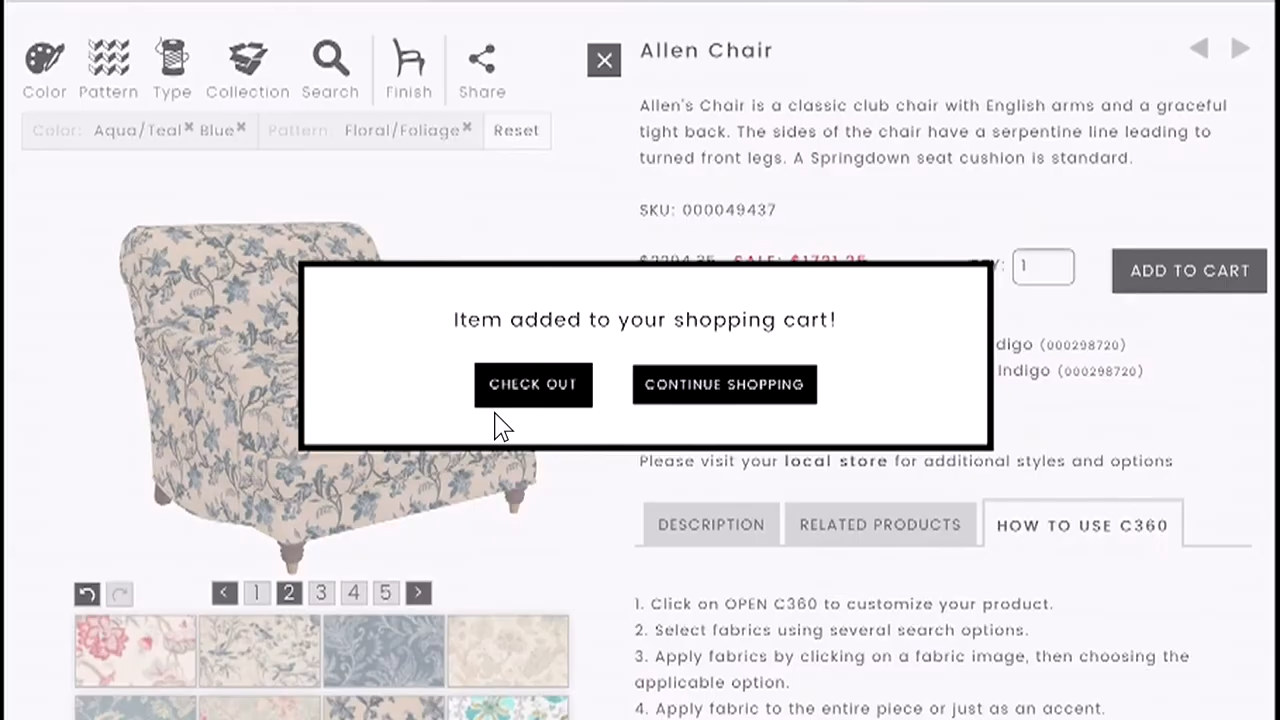 Allen Chair
Color Pattern Type Collection Search Finish Share
Allen's Chair is a classic club chair with English arms and a graceful
tight back. The sides of the chair have a serpentine line leading to
turned front legs. A Springdown seat cushion is standard.
Color: Aqua/Teal× Blue× Pattern: Floral/Foliage× Reset
SKU: 000049437
1
ADD TO CART
Item added to your shopping cart!
CHECK OUT CONTINUE SHOPPING
(000298720)
Indigo (000298720)
Please visit your local store for additional styles and options
DESCRIPTION RELATED PRODUCTS HOW TO USE C360
< 1 2 3 4 5 >
1. Click on OPEN C360 to customize your product.
2. Select fabrics using several search options.
3. Apply fabrics by clicking on a fabric image, then choosing the
applicable option.
4. Apply fabric to the entire piece or just as an accent.